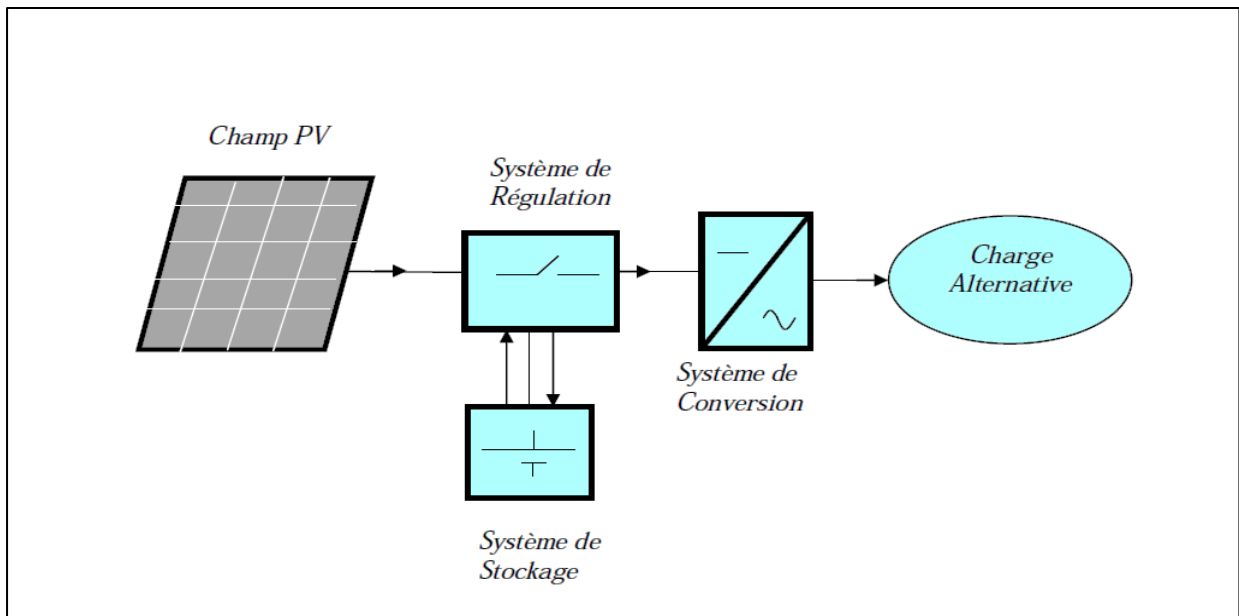 Champ PV
Système de
Régulation
Charge
Alternative
Système de
Conversion
Système de
Stockage